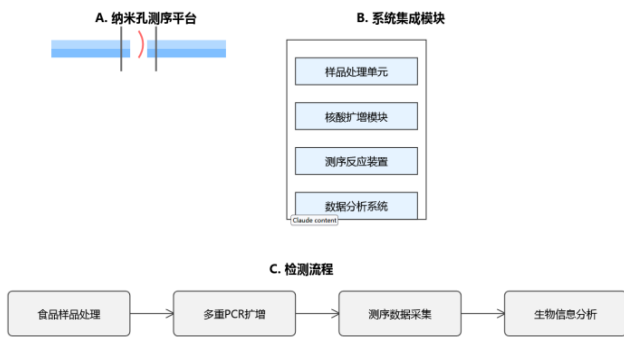 A. 纳米孔测序平台
B. 系统集成模块
样品处理单元
核酸扩增模块
测序反应装置
数据分析系统
Claude content
C. 检测流程
食品样品处理
多重PCR扩增
测序数据采集
生物信息分析